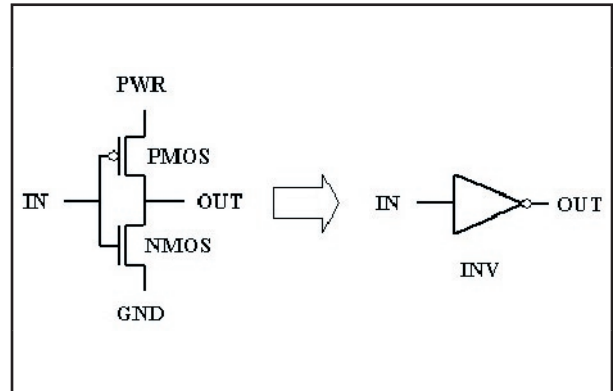 PWR
PMOS
IN
OUT
NMOS
GND
IN
OUT
INV